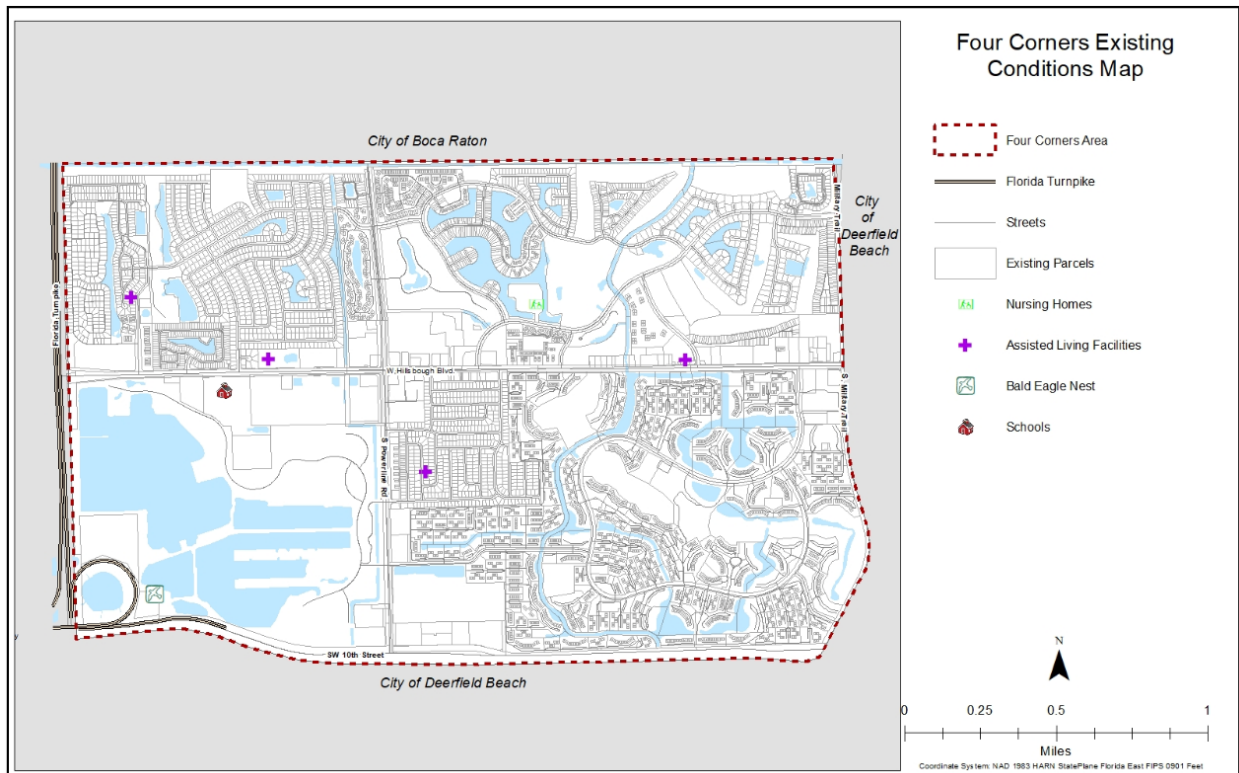 Four Corners Existing
Conditions Map
City of Boca Raton
City
of
Deerfield
Beach
Military Trail
Florida Turnpike
W. Hillsbough Blvd.
S. Military Trail
S Powerline Rd
SW 10th Street
City of Deerfield Beach
y
Four Corners Area
Florida Turnpike
Streets
Existing Parcels
Nursing Homes
Assisted Living Facilities
Bald Eagle Nest
Schools
N
0 0.25 0.5 1
Miles
Coordinate System: NAD 1983 HARN StatePlane Florida East FIPS 0901 Feet